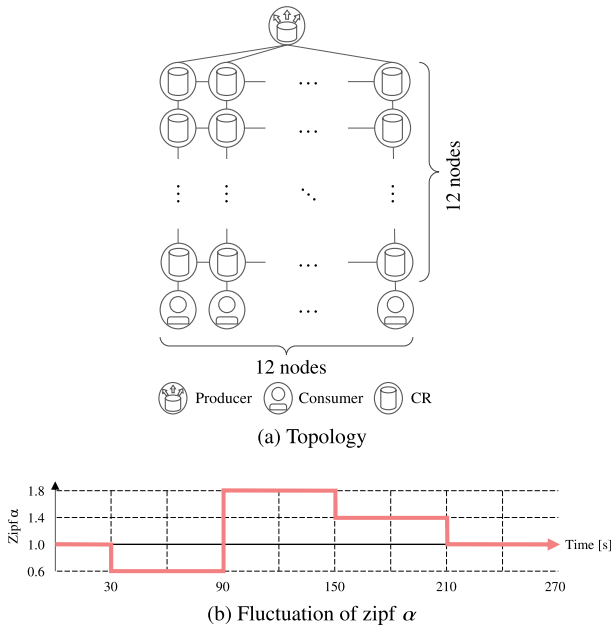 12 nodes
12 nodes
Producer
Consumer
CR
(a) Topology
Zipf α
1.8
1.4
1.0
0.6
Time [s]
30
90
150
210
270
(b) Fluctuation of zipf α